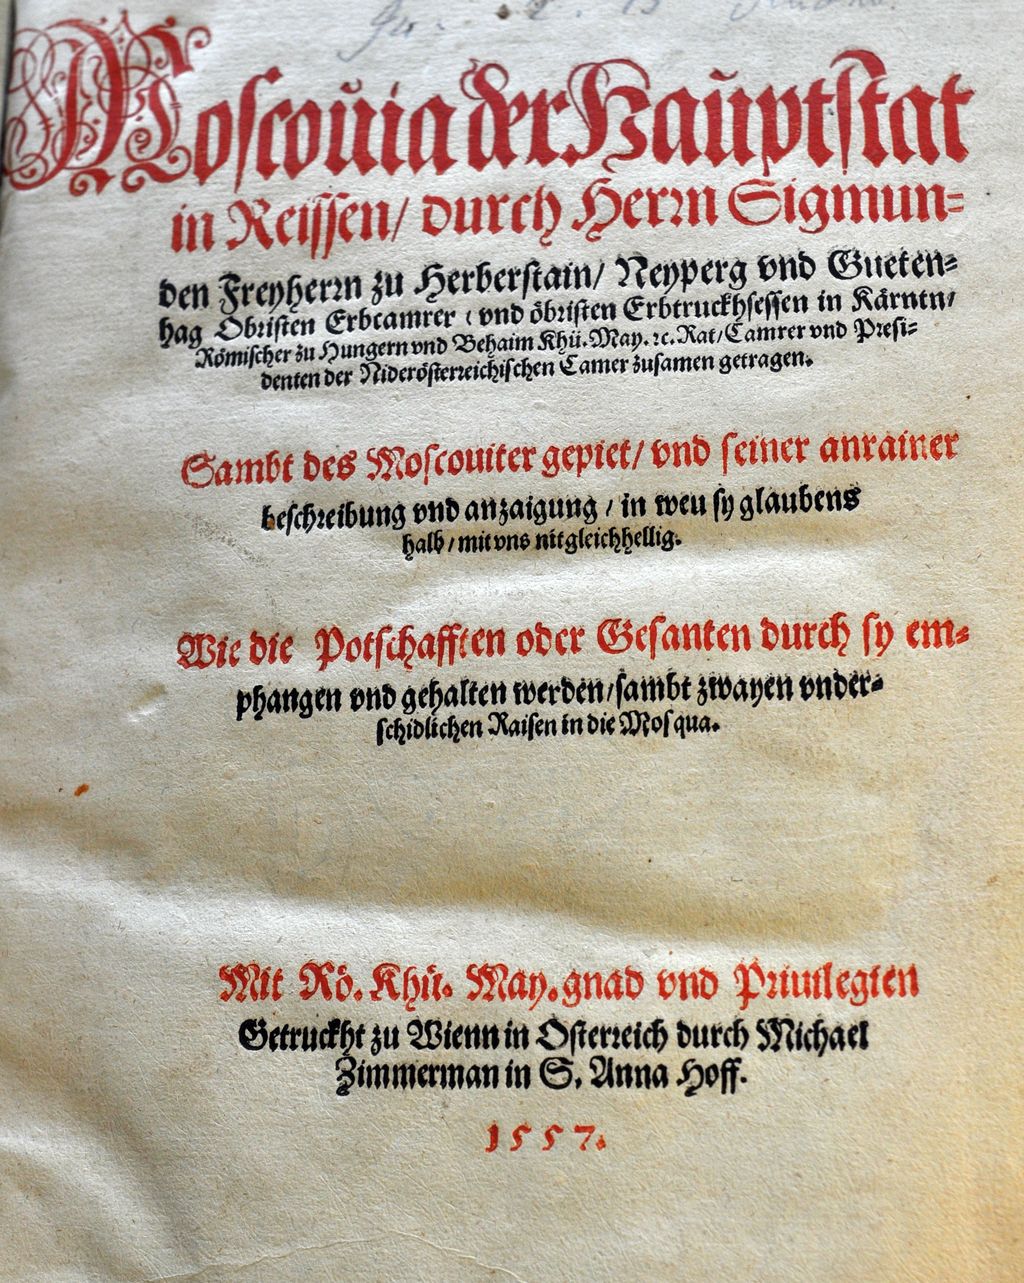 Moscouia der Hauptstat
in Reissen/ durch Herrn Sigmun=
den Freyherrn zu Herberstain/ Neyperg vnd Gueten=
hag Obristen Erbcamrer / vnd öbristen Erbtruckhsessen in Kärntn/
Römischer zu Hungern vnd Behaim Khü. May. ꝛc. Rat/ Camrer vnd Presi=
denten der Niderösterreichischen Camer zusamen getragen.
Sambt des Moscouiter gepiet/ vnd seiner anrainer
beschreibung vnd anzaigung / in weu sy glaubens
halb / mit vns nit gleichhellig.
Wie die Potschafften oder Gesanten durch sy em=
phangen vnd gehalten werden/ sambt zwayen vnder=
schidlichen Raisen in die Mosqua.
Mit Rö. Khü. May. gnad vnd Priuilegien
Getruckht zu Wienn in Osterreich durch Michael
Zimmerman in S. Anna Hoff.
1557.